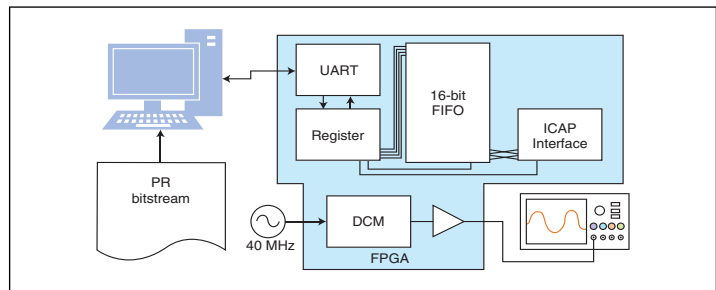 UART
16-bit
FIFO
Register
ICAP
Interface
PR
bitstream
DCM
40 MHz
FPGA